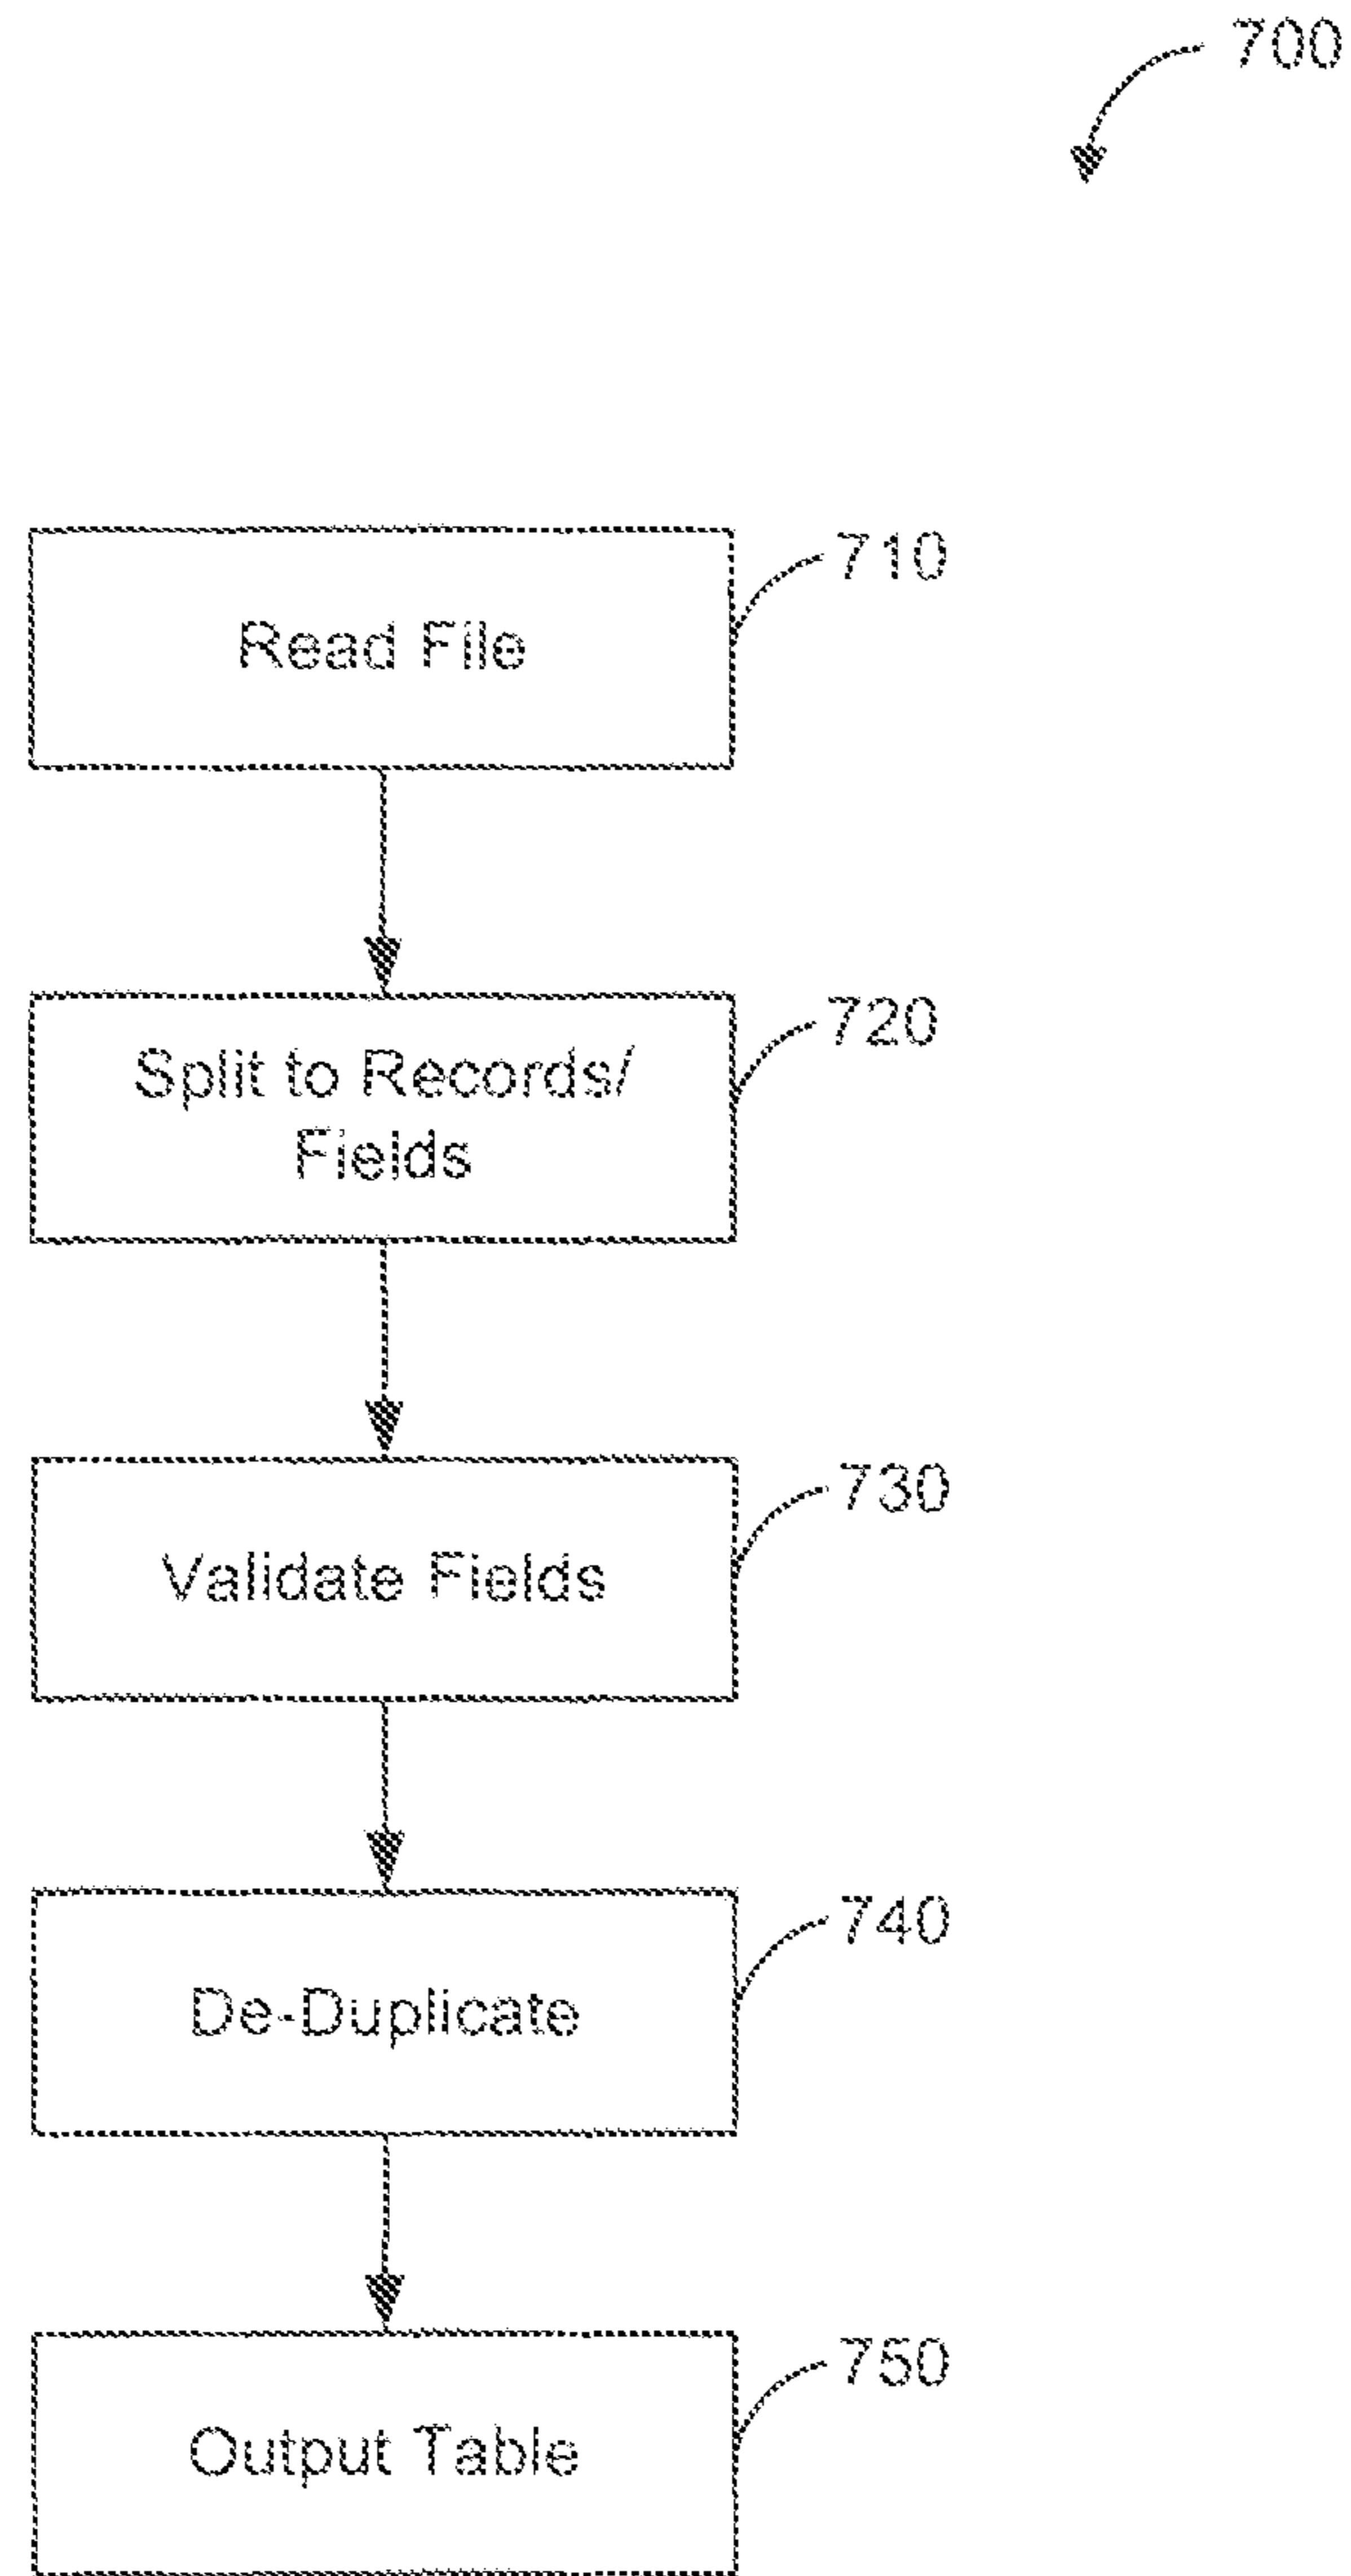 700
710
Read File
720
Split to Records/
Fields
730
Validate Fields
740
De-Duplicate
750
Output Table